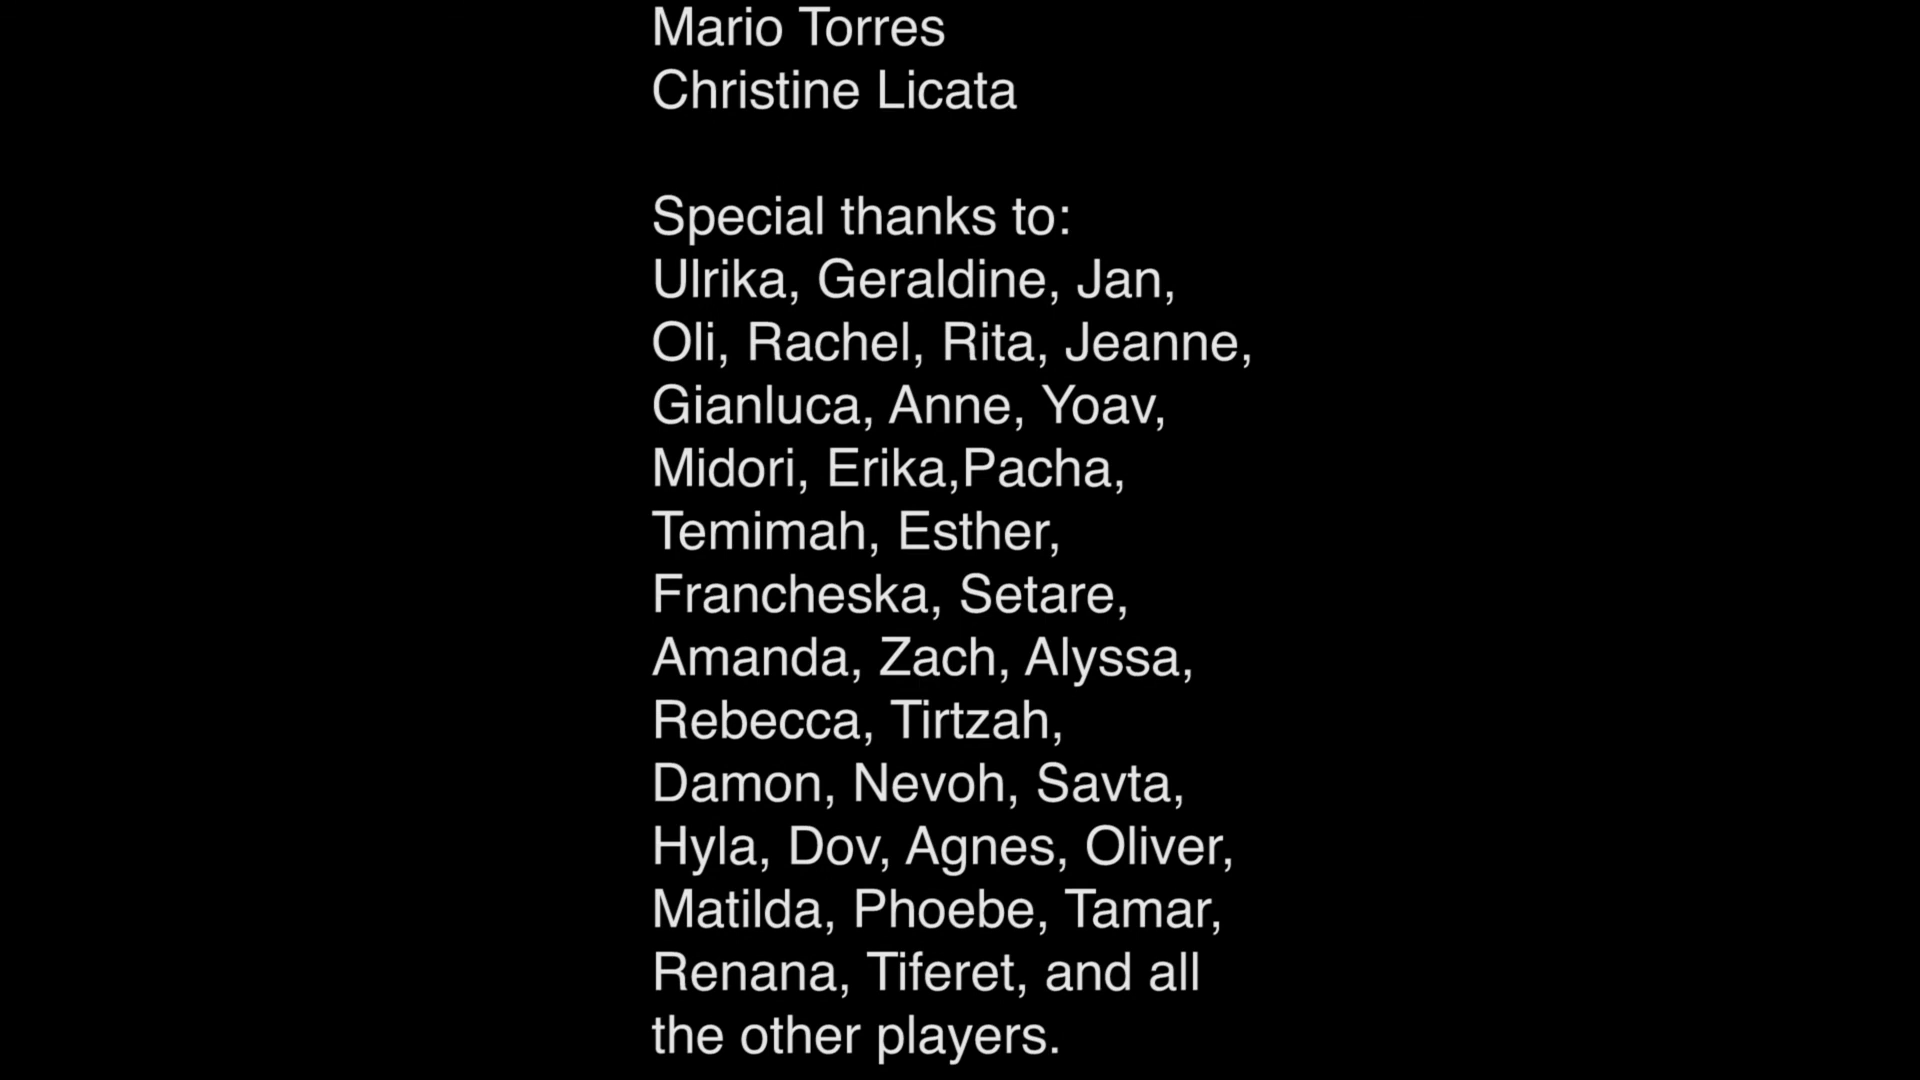 Mario Torres
Christine Licata
Special thanks to:
Ulrika, Geraldine, Jan,
Oli, Rachel, Rita, Jeanne,
Gianluca, Anne, Yoav,
Midori, Erika,Pacha,
Temimah, Esther,
Francheska, Setare,
Amanda, Zach, Alyssa,
Rebecca, Tirtzah,
Damon, Nevoh, Savta,
Hyla, Dov, Agnes, Oliver,
Matilda, Phoebe, Tamar,
Renana, Tiferet, and all
the other players.